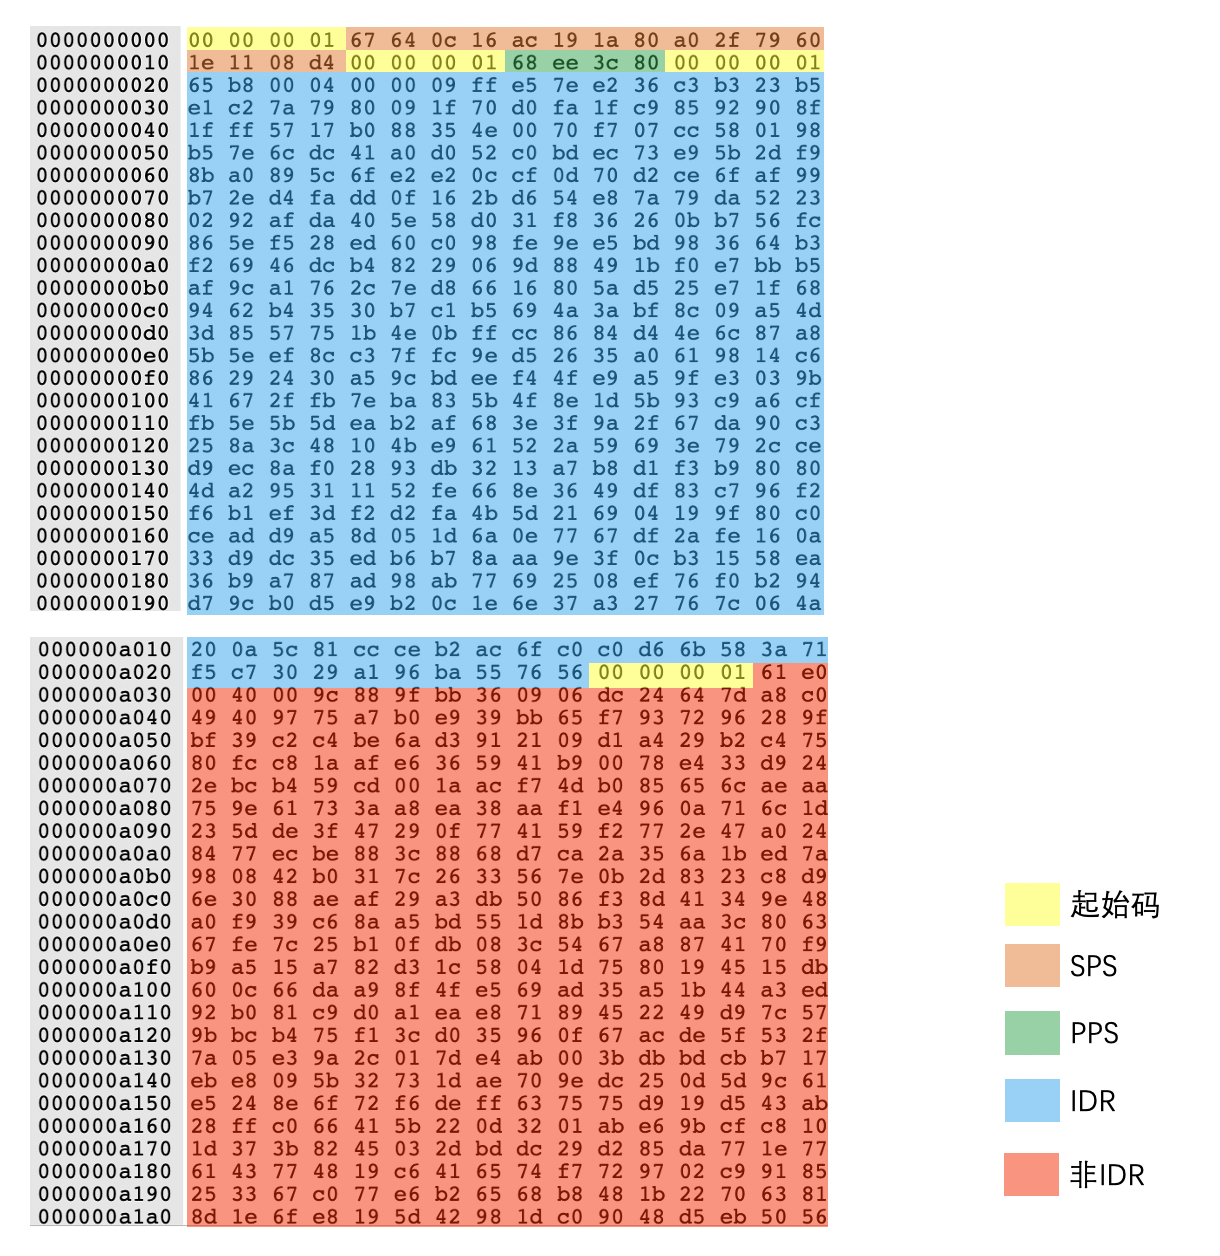 0000000000 00 00 00 01 67 64 0c 16 ac 19 1a 80 a0 2f 79 60
0000000010 1e 11 08 d4 00 00 00 01 68 ee 3c 80 00 00 00 01
0000000020 65 b8 00 04 00 00 09 ff e5 7e e2 36 c3 b3 23 b5
0000000030 e1 c2 7a 79 80 09 1f 70 d0 fa 1f c9 85 92 90 8f
0000000040 1f ff 57 17 b0 88 35 4e 00 70 f7 07 cc 58 01 98
0000000050 b5 7e 6c dc 41 a0 d0 52 c0 bd ec 73 e9 5b 2d f9
0000000060 8b a0 89 5c 6f e2 e2 0c cf 0d 70 d2 ce 6f af 99
0000000070 b7 2e d4 fa dd 0f 16 2b d6 54 e8 7a 79 da 52 23
0000000080 02 92 af da 40 5e 58 d0 31 f8 36 26 0b b7 56 fc
0000000090 86 5e f5 28 ed 60 c0 98 fe 9e e5 bd 98 36 64 b3
00000000a0 f2 69 46 dc b4 82 29 06 9d 88 49 1b f0 e7 bb b5
00000000b0 af 9c a1 76 2c 7e d8 66 16 80 5a d5 25 e7 1f 68
00000000c0 94 62 b4 35 30 b7 c1 b5 69 4a 3a bf 8c 09 a5 4d
00000000d0 3d 85 57 75 1b 4e 0b ff cc 86 84 d4 4e 6c 87 a8
00000000e0 5b 5e ef 8c c3 7f fc 9e d5 26 35 a0 61 98 14 c6
00000000f0 86 29 24 30 a5 9c bd ee f4 4f e9 a5 9f e3 03 9b
0000000100 41 67 2f fb 7e ba 83 5b 4f 8e 1d 5b 93 c9 a6 cf
0000000110 fb 5e 5b 5d ea b2 af 68 3e 3f 9a 2f 67 da 90 c3
0000000120 25 8a 3c 48 10 4b e9 61 52 2a 59 69 3e 79 2c ce
0000000130 d9 ec 8a f0 28 93 db 32 13 a7 b8 d1 f3 b9 80 80
0000000140 4d a2 95 31 11 52 fe 66 8e 36 49 df 83 c7 96 f2
0000000150 f6 b1 ef 3d f2 d2 fa 4b 5d 21 69 04 19 9f 80 c0
0000000160 ce ad d9 a5 8d 05 1d 6a 0e 77 67 df 2a fe 16 0a
0000000170 33 d9 dc 35 ed b6 b7 8a aa 9e 3f 0c b3 15 58 ea
0000000180 36 b9 a7 87 ad 98 ab 77 69 25 08 ef 76 f0 b2 94
0000000190 d7 9c b0 d5 e9 b2 0c 1e 6e 37 a3 27 76 7c 06 4a
000000a010 20 0a 5c 81 cc ce b2 ac 6f c0 c0 d6 6b 58 3a 71
000000a020 f5 c7 30 29 a1 96 ba 55 76 56 00 00 00 01 61 e0
000000a030 00 40 00 9c 88 9f bb 36 09 06 dc 24 64 7d a8 c0
000000a040 49 40 97 75 a7 b0 e9 39 bb 65 f7 93 72 96 28 9f
000000a050 bf 39 c2 c4 be 6a d3 91 21 09 d1 a4 29 b2 c4 75
000000a060 80 fc c8 1a af e6 36 59 41 b9 00 78 e4 33 d9 24
000000a070 2e bc b4 59 cd 00 1a ac f7 4d b0 85 65 6c ae aa
000000a080 75 9e 61 73 3a a8 ea 38 aa f1 e4 96 0a 71 6c 1d
000000a090 23 5d de 3f 47 29 0f 77 41 59 f2 77 2e 47 a0 24
000000a0a0 84 77 ec be 88 3c 88 68 d7 ca 2a 35 6a 1b ed 7a
000000a0b0 98 08 42 b0 31 7c 26 33 56 7e 0b 2d 83 23 c8 d9
000000a0c0 6e 30 88 ae af 29 a3 db 50 86 f3 8d 41 34 9e 48
000000a0d0 a0 f9 39 c6 8a a5 bd 55 1d 8b b3 54 aa 3c 80 63
000000a0e0 67 fe 7c 25 b1 0f db 08 3c 54 67 a8 87 41 70 f9
000000a0f0 b9 a5 15 a7 82 d3 1c 58 04 1d 75 80 19 45 15 db
000000a100 60 0c 66 da a9 8f 4f e5 69 ad 35 a5 1b 44 a3 ed
000000a110 92 b0 81 c9 d0 a1 ea e8 71 89 45 22 49 d9 7c 57
000000a120 9b bc b4 75 f1 3c d0 35 96 0f 67 ac de 5f 53 2f
000000a130 7a 05 e3 9a 2c 01 7d e4 ab 00 3b db bd cb b7 17
000000a140 eb e8 09 5b 32 73 1d ae 70 9e dc 25 0d 5d 9c 61
000000a150 e5 24 8e 6f 72 f6 de ff 63 75 75 d9 19 d5 43 ab
000000a160 28 ff c0 66 41 5b 22 0d 32 01 ab e6 9b cf c8 10
000000a170 1d 37 3b 82 45 03 2d bd dc 29 d2 85 da 77 1e 77
000000a180 61 43 77 48 19 c6 41 65 74 f7 72 97 02 c9 91 85
000000a190 25 33 67 c0 77 e6 b2 65 68 b8 48 1b 22 70 63 81
000000a1a0 8d 1e 6f e8 19 5d 42 98 1d c0 90 48 d5 eb 50 56
起始码
SPS
PPS
IDR
非IDR